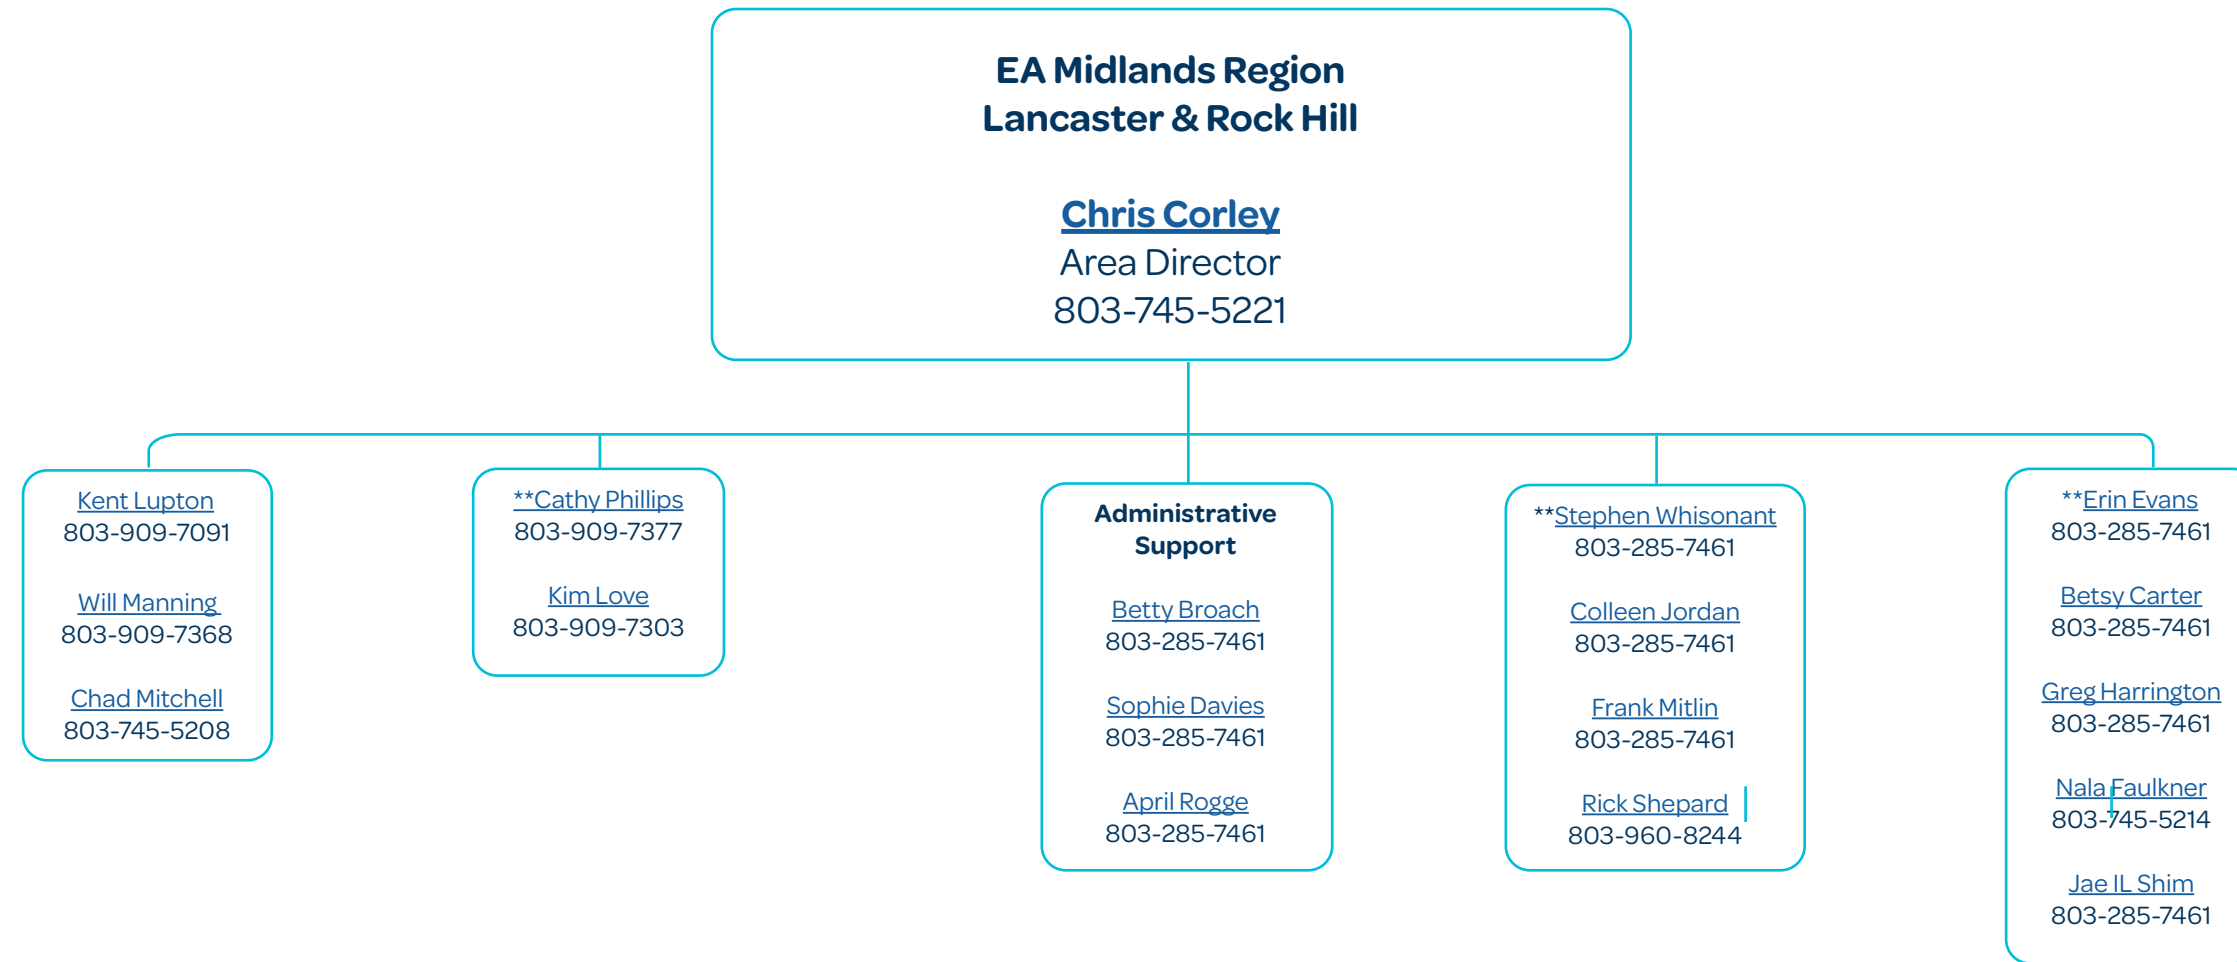 EA Midlands Region
Lancaster & Rock Hill
Chris Corley
Area Director
803-745-5221
Kent Lupton
803-909-7091
Will Manning
803-909-7368
Chad Mitchell
803-745-5208
**Cathy Phillips
803-909-7377
Kim Love
803-909-7303
Administrative
Support
Betty Broach
803-285-7461
Sophie Davies
803-285-7461
April Rogge
803-285-7461
**Stephen Whisonant
803-285-7461
Colleen Jordan
803-285-7461
Frank Mitlin
803-285-7461
Rick Shepard
803-960-8244
**Erin Evans
803-285-7461
Betsy Carter
803-285-7461
Greg Harrington
803-285-7461
Nala Faulkner
803-745-5214
Jae IL Shim
803-285-7461